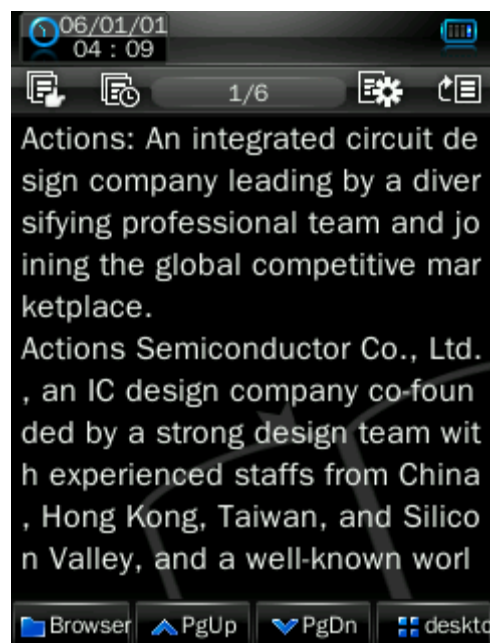 06/01/01
04 : 09
1/6
Actions: An integrated circuit de
sign company leading by a diver
sifying professional team and jo
ining the global competitive mar
ketplace.
Actions Semiconductor Co., Ltd.
, an IC design company co-foun
ded by a strong design team wit
h experienced staffs from China
, Hong Kong, Taiwan, and Silico
n Valley, and a well-known worl
Browser PgUp PgDn deskto